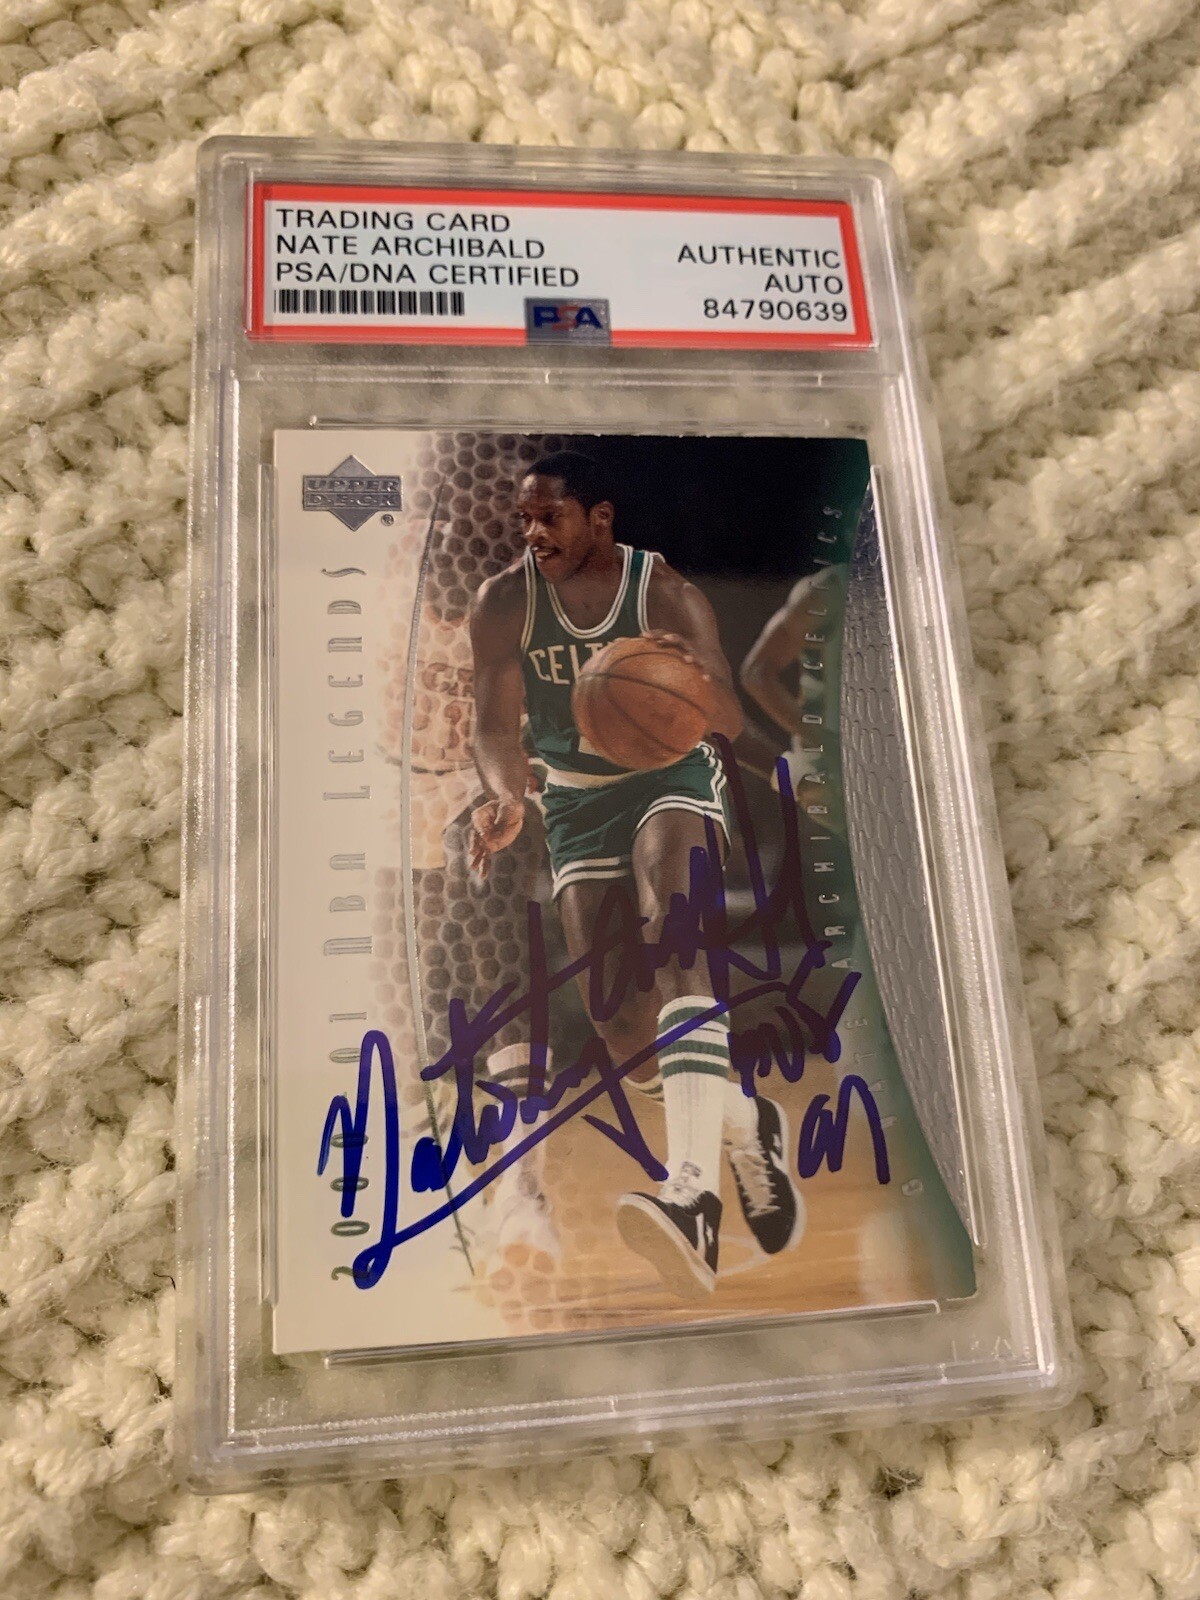 TRADING CARD
NATE ARCHIBALD
PSA/DNA CERTIFIED
AUTHENTIC
AUTO
84790639
PSA
UPPER
DECK®
2000 01 NBA LEGENDS
CELT
G NATE ARCHIBALD CELTICS